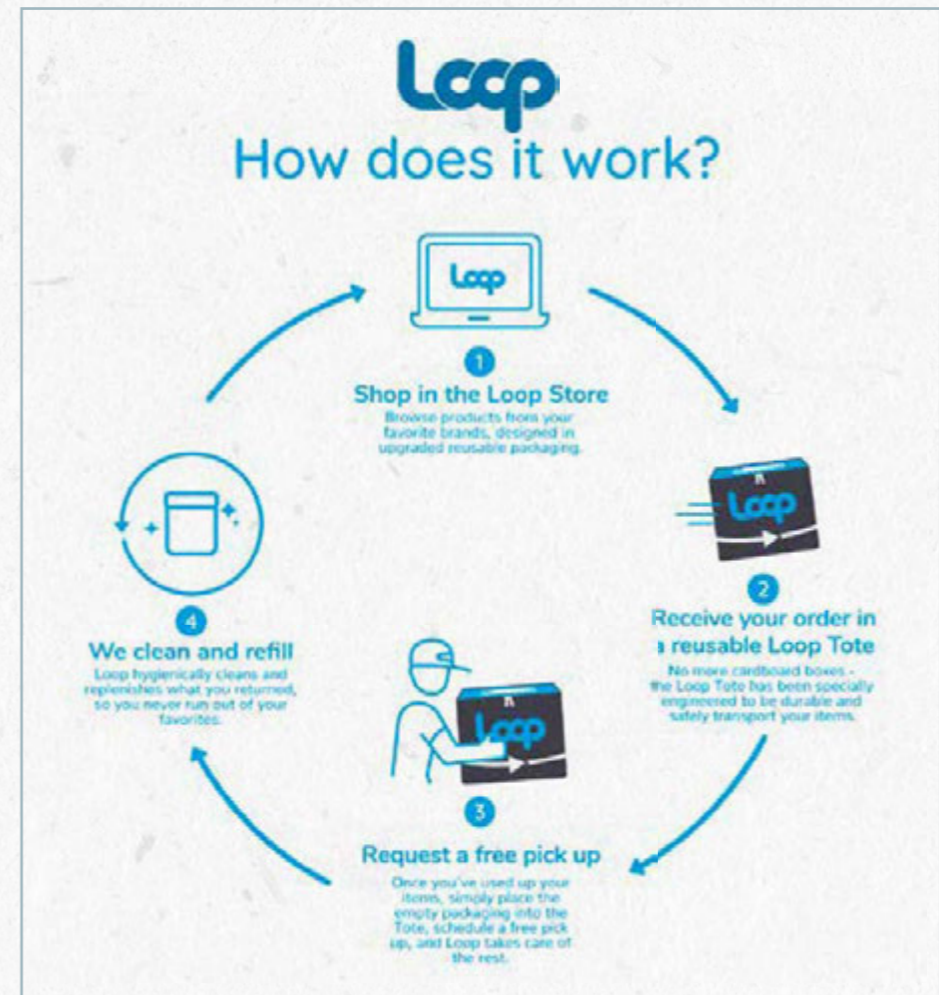 Loop
How does it work?
Loop
1
Shop in the Loop Store
Browse products from your
favorite brands, designed in
upgraded reusable packaging.
Loop
2
Receive your order in
a reusable Loop Tote
No more cardboard boxes -
the Loop Tote has been specially
engineered to be durable and
safely transport your items.
Loop
3
Request a free pick up
Once you've used up your
items, simply place the
empty packaging into the
Tote, schedule a free pick
up, and Loop takes care of
the rest.
4
We clean and refill
Loop hygienically cleans and
replenishes what you returned,
so you never run out of your
favorites.